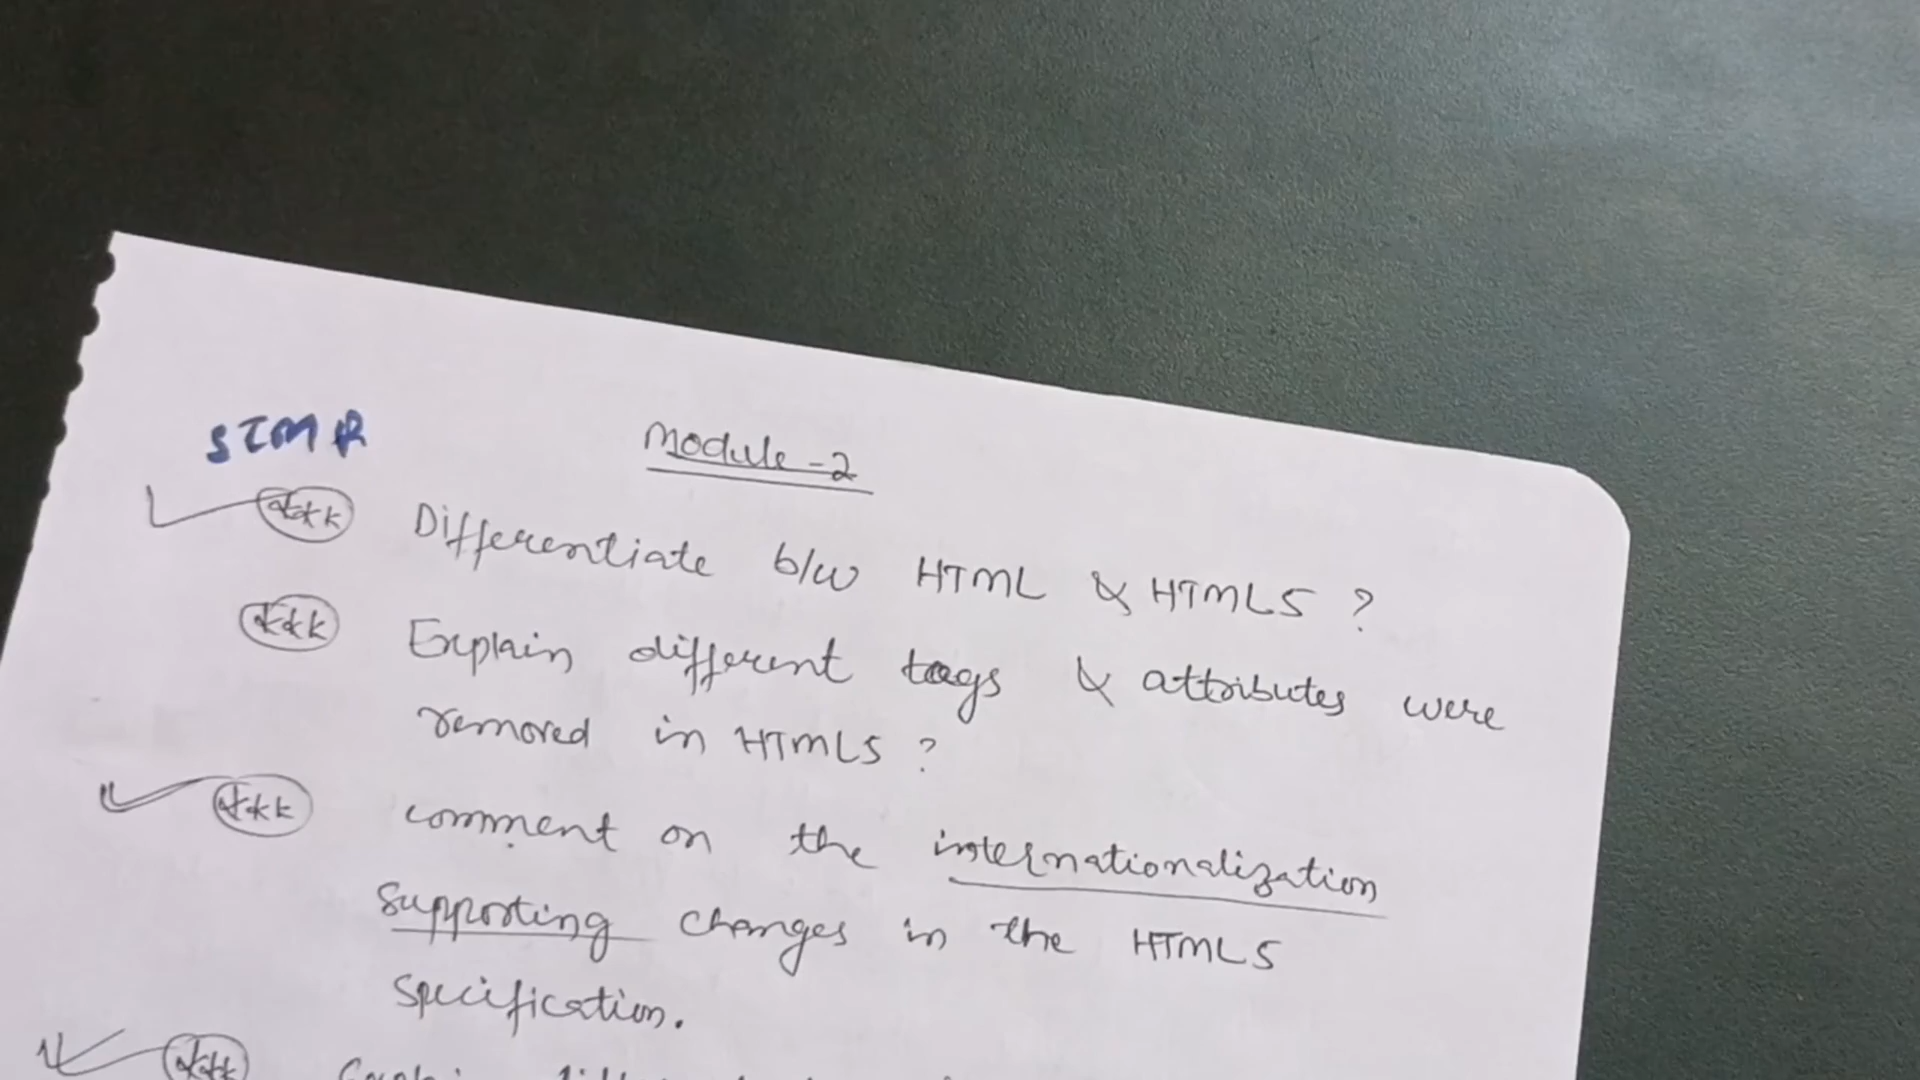 SIMP
Module - 2
*** Differentiate b/w HTML & HTML5 ?
*** Explain different tags & attributes were
removed in HTML5 ?
*** comment on the internationalization
supporting changes in the HTML5
specification.
***